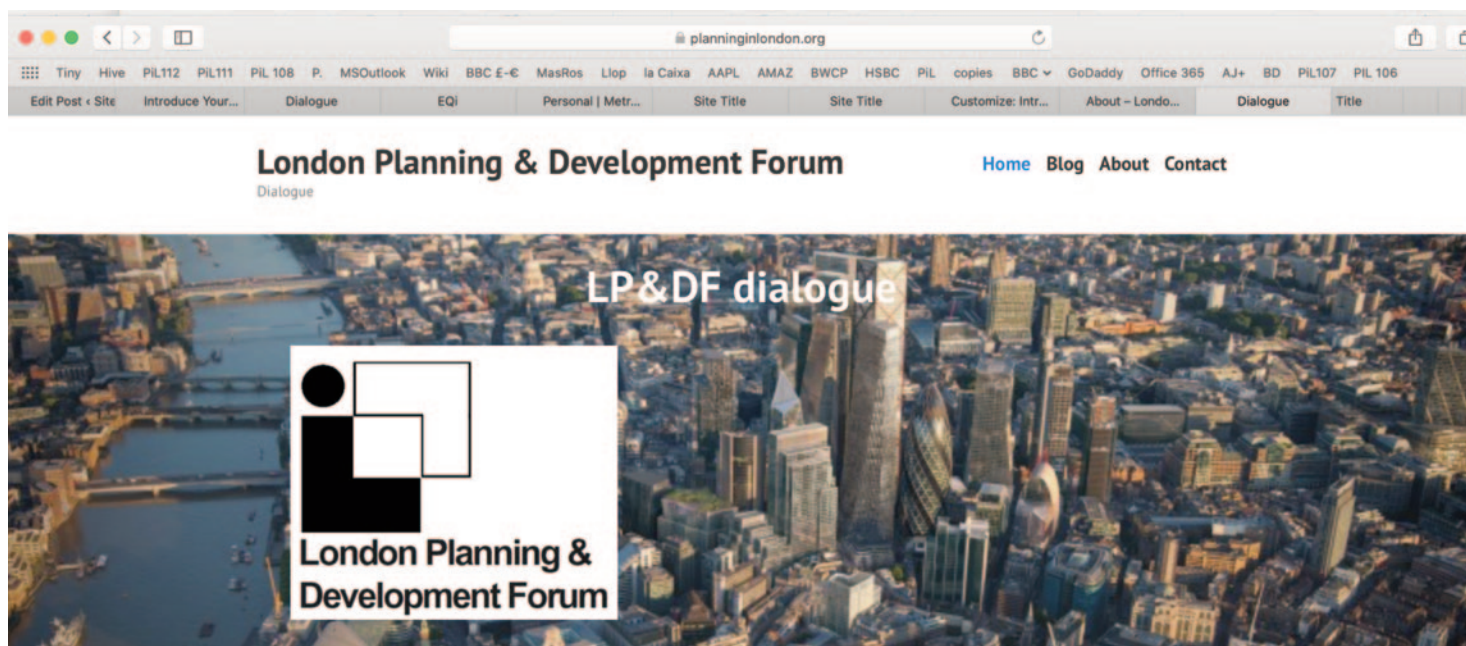 planninginlondon.org
Tiny Hive PiL112 PiL111 PiL 108 P. MSOutlook Wiki BBC £-€ MasRos Llop la Caixa AAPL AMAZ BWCP HSBC PiL copies BBC GoDaddy Office 365 AJ+ BD PiL107 PIL 106
Edit Post ‹ Site Introduce Your... Dialogue EQi Personal | Metr... Site Title Site Title Customize: Intr... About – Londo... Dialogue Title
London Planning & Development Forum Home Blog About Contact
Dialogue
LP&DF dialogue
London Planning &
Development Forum